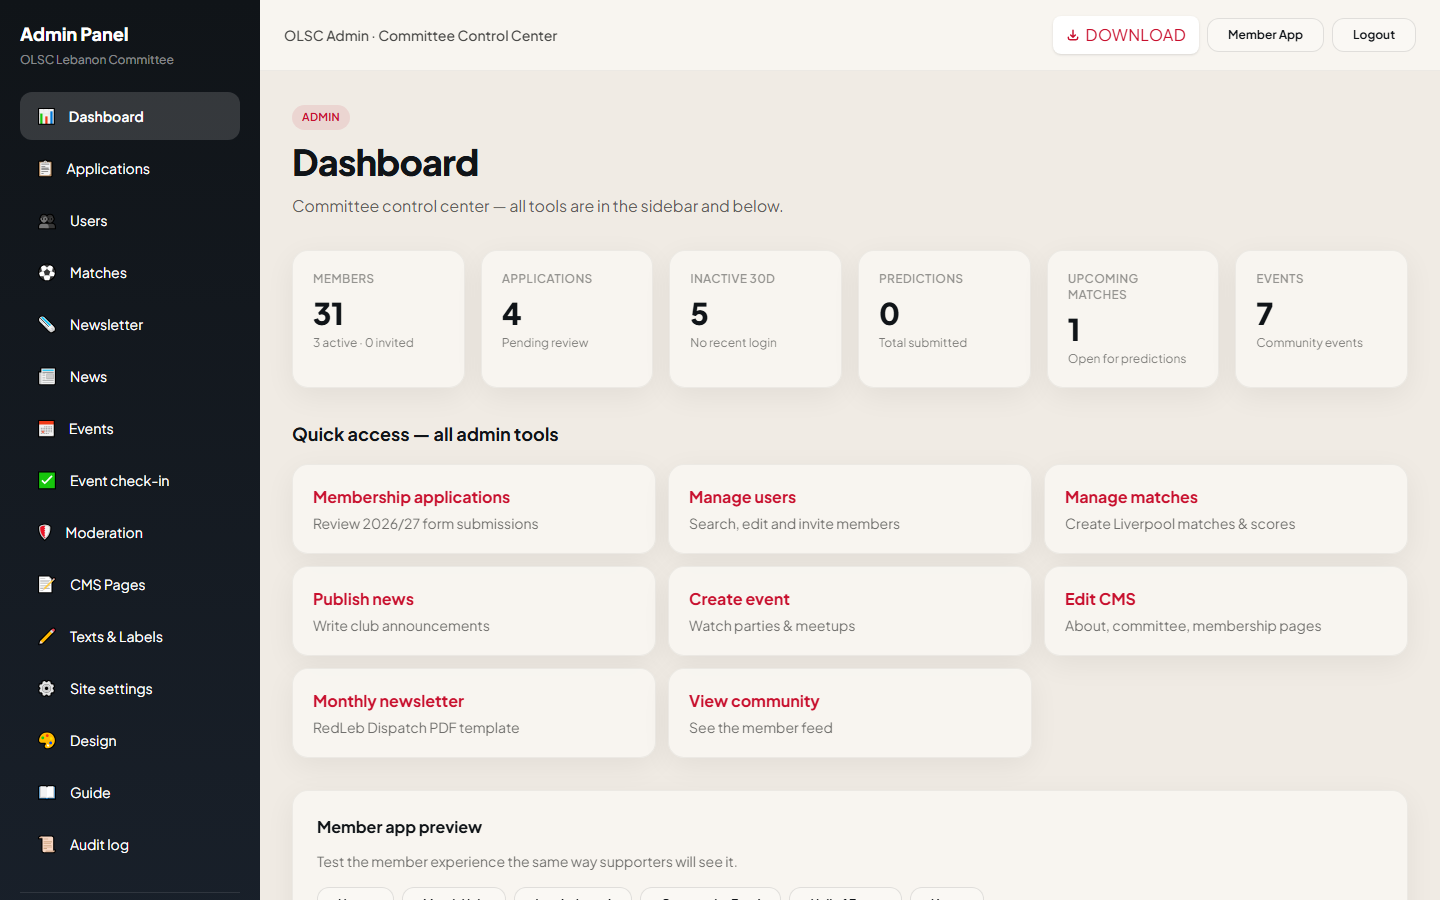 Admin Panel
OLSC Lebanon Committee
Dashboard
Applications
Users
Matches
Newsletter
News
Events
Event check-in
Moderation
CMS Pages
Texts & Labels
Site settings
Design
Guide
Audit log
OLSC Admin · Committee Control Center
DOWNLOAD
Member App
Logout
ADMIN
Dashboard
Committee control center — all tools are in the sidebar and below.
MEMBERS
31
3 active · 0 invited
APPLICATIONS
4
Pending review
INACTIVE 30D
5
No recent login
PREDICTIONS
0
Total submitted
UPCOMING
MATCHES
1
Open for predictions
EVENTS
7
Community events
Quick access — all admin tools
Membership applications
Review 2026/27 form submissions
Manage users
Search, edit and invite members
Manage matches
Create Liverpool matches & scores
Publish news
Write club announcements
Create event
Watch parties & meetups
Edit CMS
About, committee, membership pages
Monthly newsletter
RedLeb Dispatch PDF template
View community
See the member feed
Member app preview
Test the member experience the same way supporters will see it.